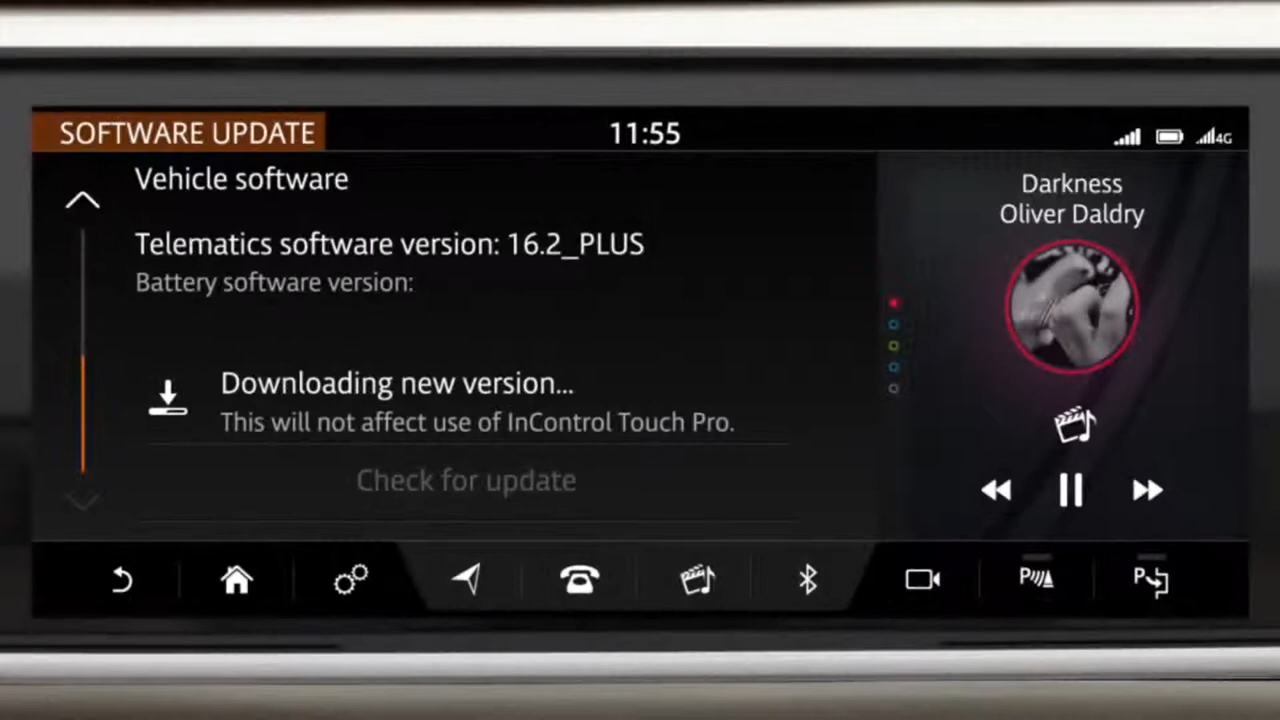 SOFTWARE UPDATE
11:55
4G
Vehicle software
Telematics software version: 16.2_PLUS
Battery software version:
Downloading new version...
This will not affect use of InControl Touch Pro.
Check for update
Darkness
Oliver Daldry
P
P